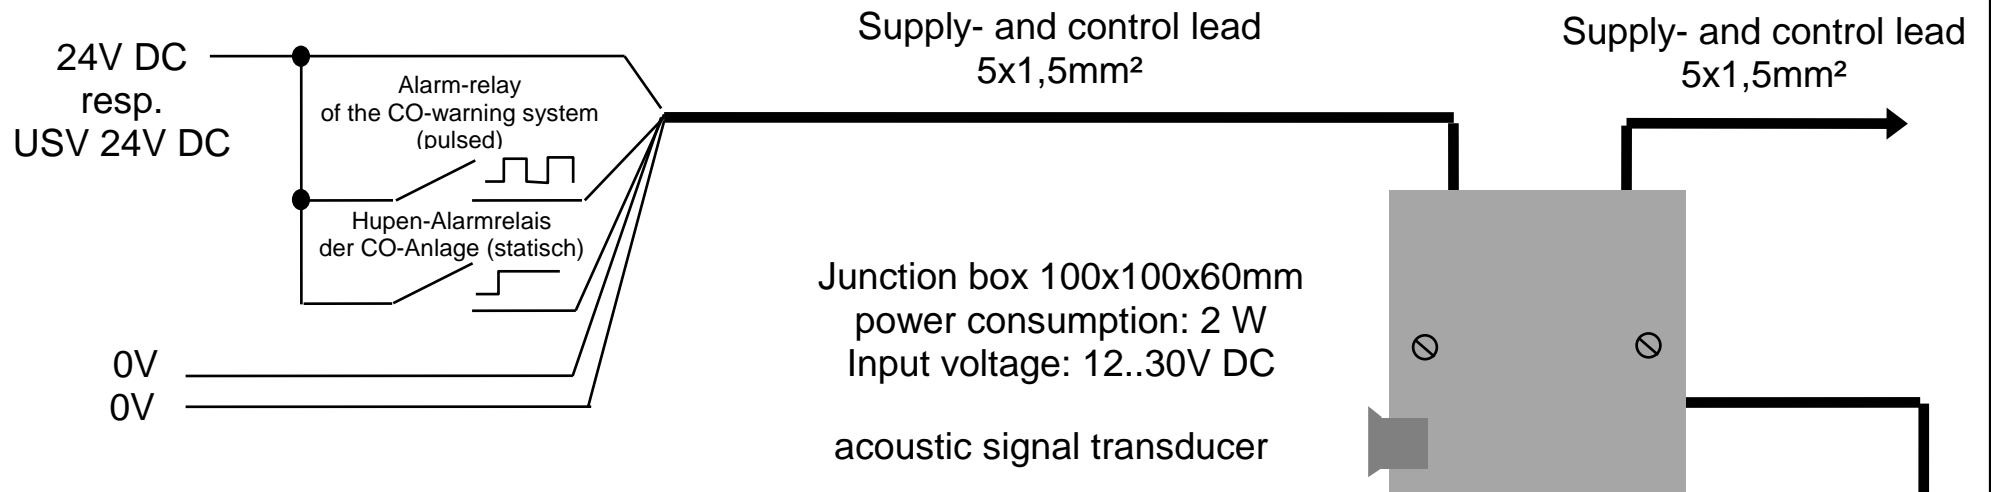 24V DC
resp.
USV 24V DC
Alarm-relay
of the CO-warning system
(pulsed)
Hupen-Alarmrelais
der CO-Anlage (statisch)
0V
0V
Supply- and control lead
5x1,5mm²
Junction box 100x100x60mm
power consumption: 2 W
Input voltage: 12..30V DC
acoustic signal transducer
Supply- and control lead
5x1,5mm²